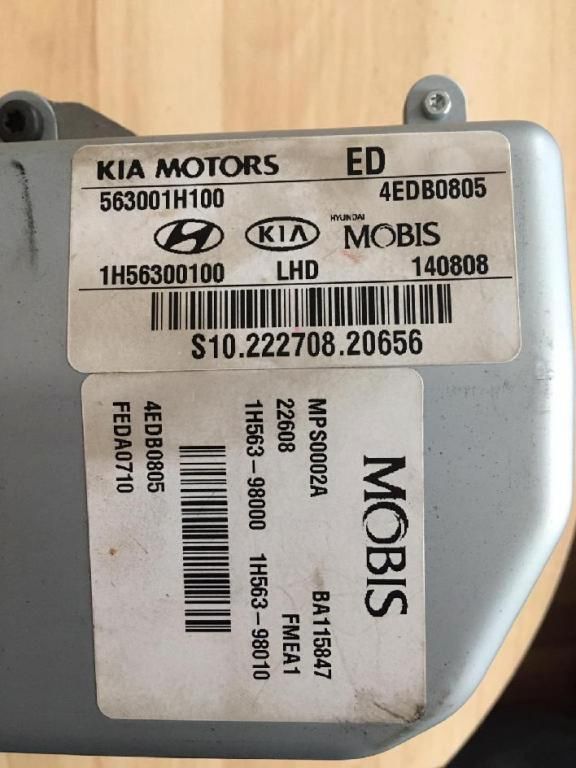 KIA MOTORS ED
563001H100 4EDB0805
KIA HYUNDAI MOBIS
1H56300100 LHD 140808
S10.222708.20656
MOBIS
MPS0002A BA115847
22608 FMEA1
1H563-98000 1H563-98010
4EDB0805
FEDA0710